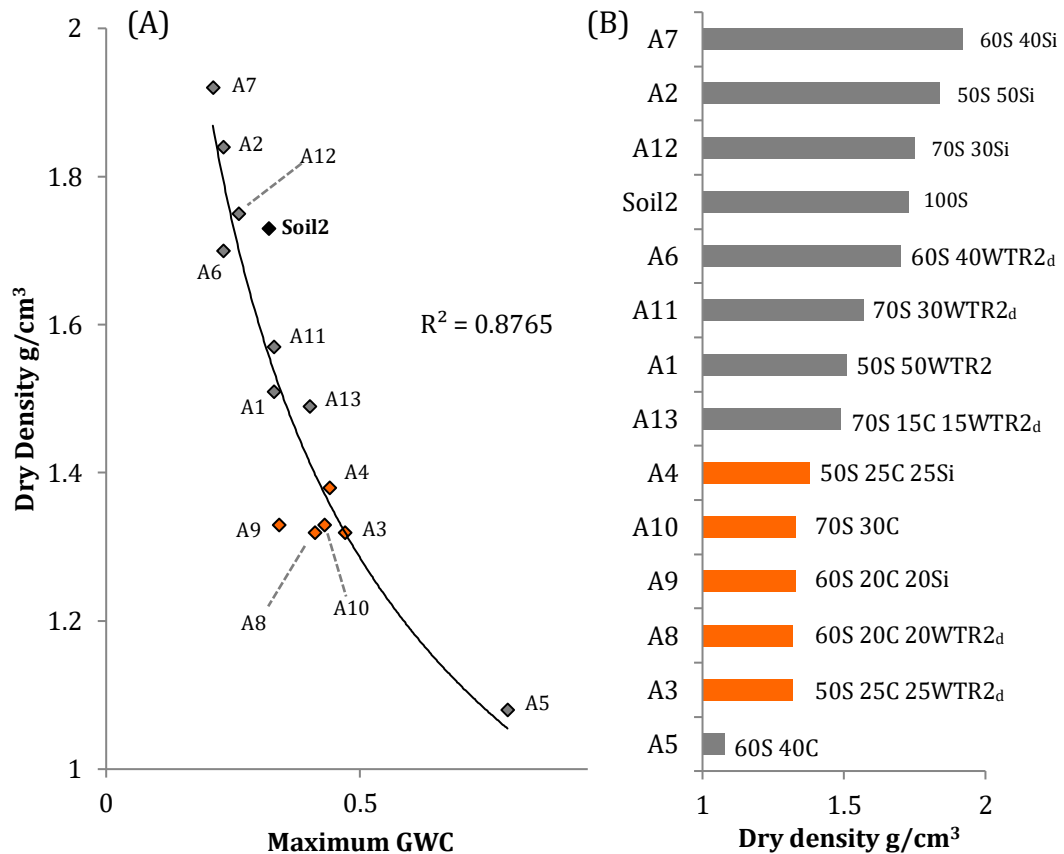 (A)
Dry Density g/cm³
2
1.8
1.6
1.4
1.2
1
0
0.5
Maximum GWC
A7
A2
A12
Soil2
A6
R² = 0.8765
A11
A1
A13
A4
A9
A3
A8
A10
A5
(B)
A7 60S 40Si
A2 50S 50Si
A12 70S 30Si
Soil2 100S
A6 60S 40WTR2d
A11 70S 30WTR2d
A1 50S 50WTR2
A13 70S 15C 15WTR2d
A4 50S 25C 25Si
A10 70S 30C
A9 60S 20C 20Si
A8 60S 20C 20WTR2d
A3 50S 25C 25WTR2d
A5 60S 40C
1 1.5 2
Dry density g/cm³